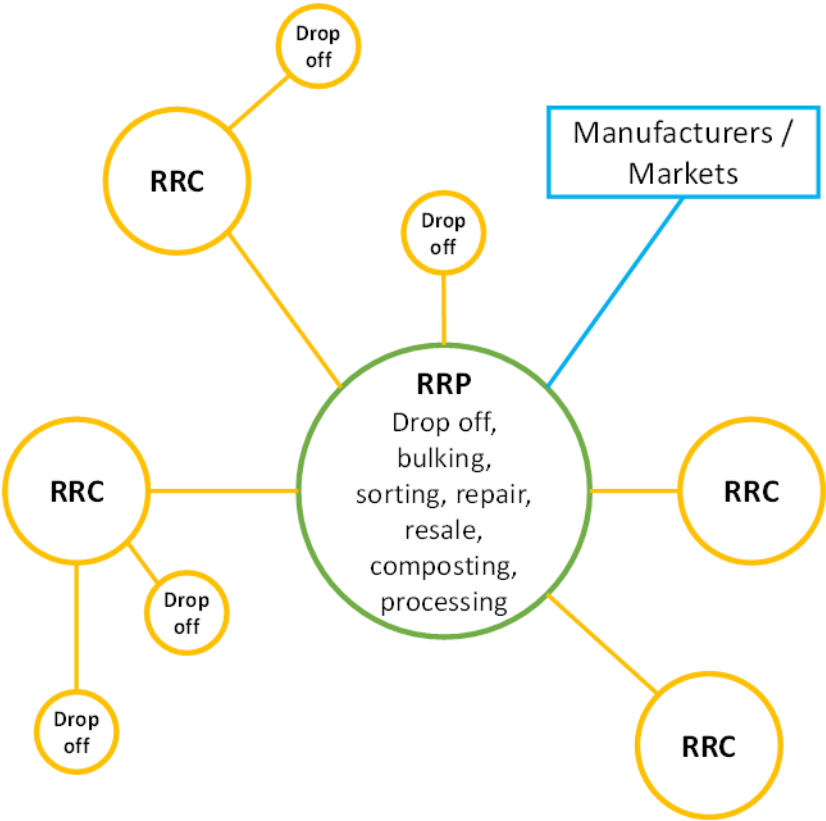 Drop
off
RRC
Manufacturers /
Markets
Drop
off
RRP
Drop off,
bulking,
sorting, repair,
resale,
composting,
processing
RRC
RRC
Drop
off
Drop
off
RRC